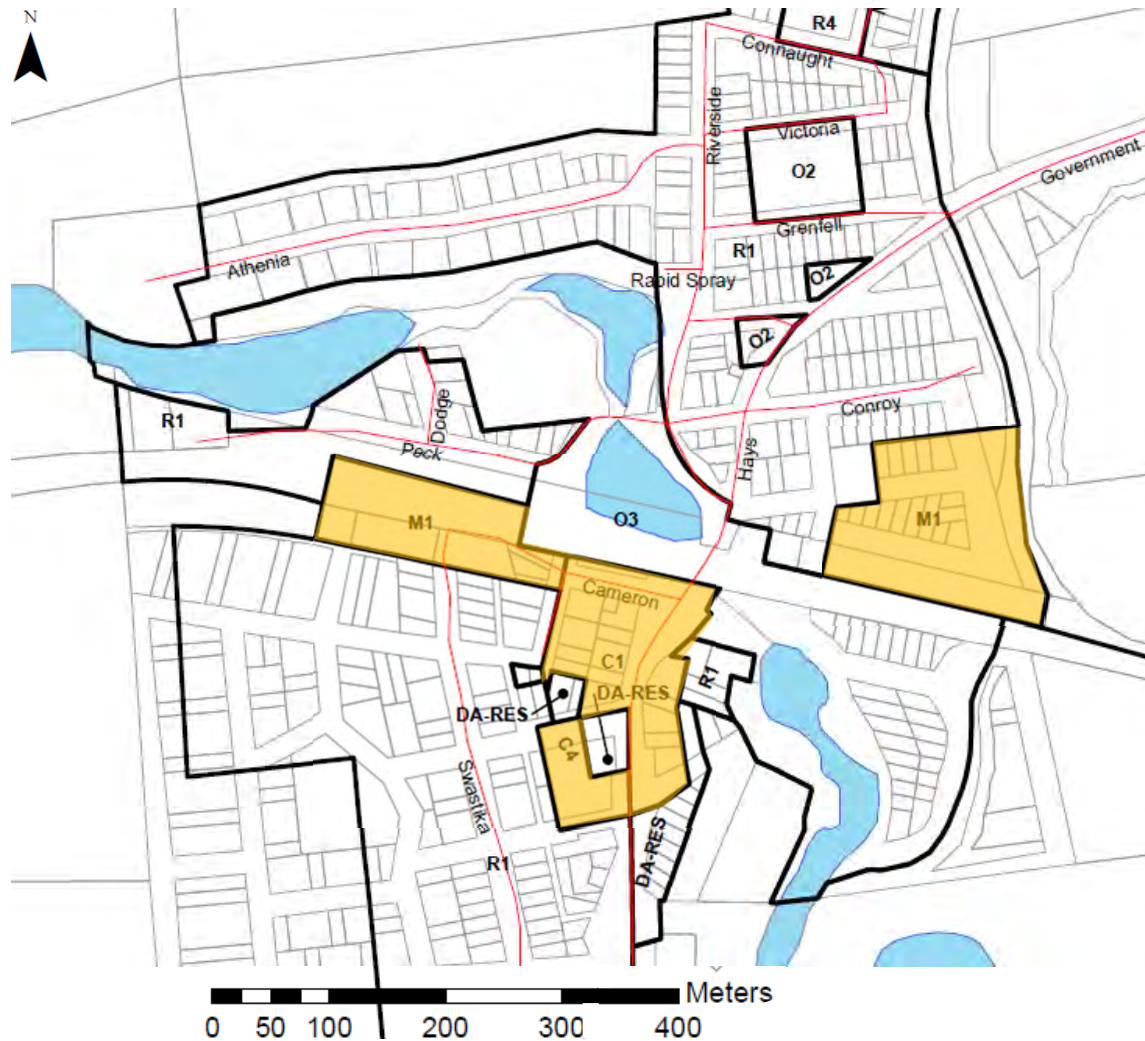 N
R4
Connaught
Riverside
Victoria
Government
O2
Grenfell
R1
Athenia
Rapid Spray
O2
O2
Dodge
Conroy
R1
Peck
Hays
M1
O3
M1
Cameron
C1
R1
DA-RES
DA-RES
C4
Swastika
DA-RES
R1
Meters
0 50 100 200 300 400